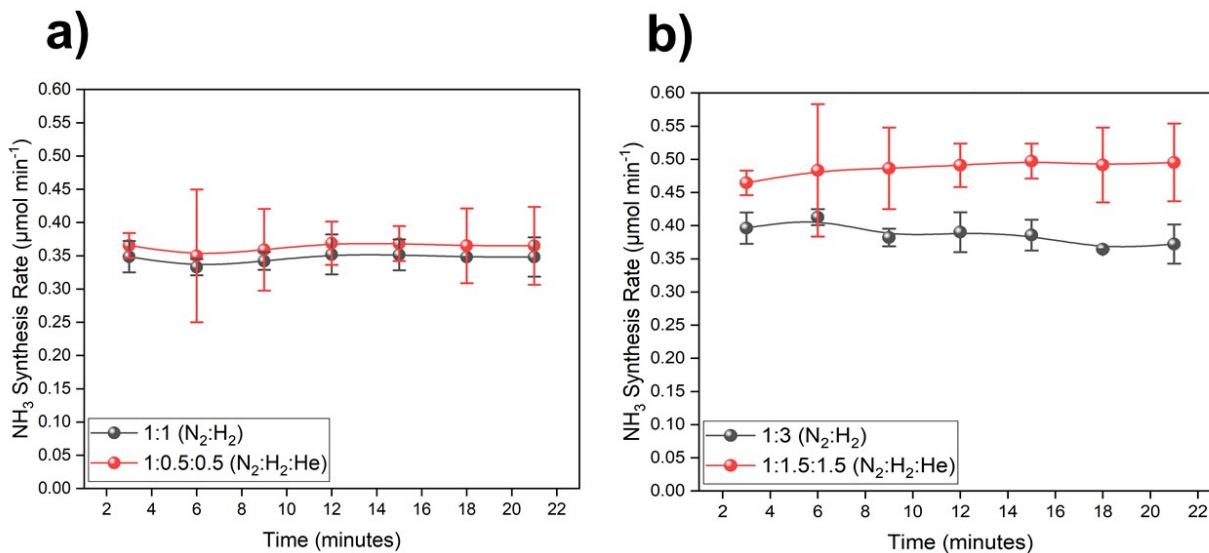 a)
0.60
0.55
0.50
0.45
0.40
0.35
0.30
0.25
0.20
0.15
0.10
0.05
0.00
NH₃ Synthesis Rate (µmol min⁻¹)
1:1 (N₂:H₂)
1:0.5:0.5 (N₂:H₂:He)
2 4 6 8 10 12 14 16 18 20 22
Time (minutes)
b)
0.60
0.55
0.50
0.45
0.40
0.35
0.30
0.25
0.20
0.15
0.10
0.05
0.00
NH₃ Synthesis Rate (µmol min⁻¹)
1:3 (N₂:H₂)
1:1.5:1.5 (N₂:H₂:He)
2 4 6 8 10 12 14 16 18 20 22
Time (minutes)